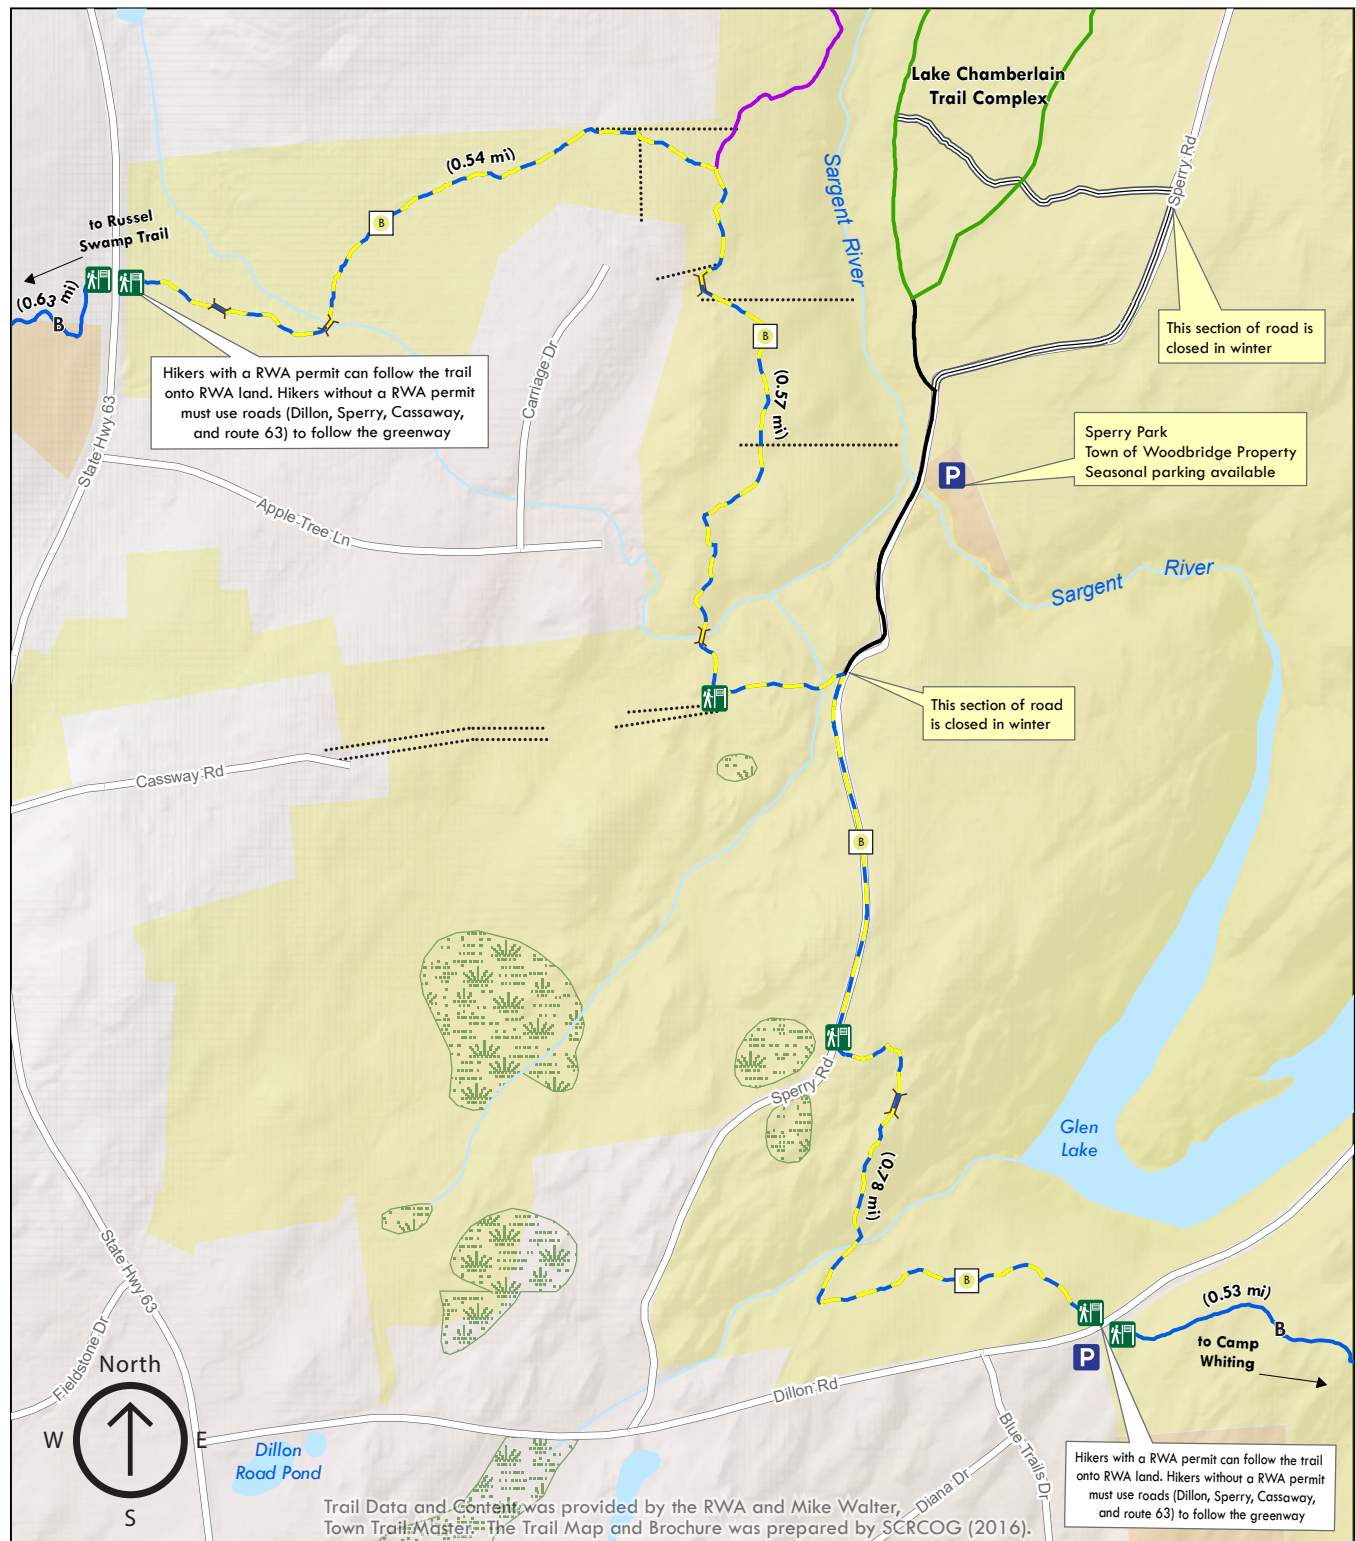 Lake Chamberlain
Trail Complex
Sperry Rd
(0.54 mi)
B
Sargent River
to Russel
Swamp Trail
(0.63 mi)
B
This section of road is
closed in winter
B
Hikers with a RWA permit can follow the trail
onto RWA land. Hikers without a RWA permit
must use roads (Dillon, Sperry, Cassaway,
and route 63) to follow the greenway
Carriage Dr
(0.57 mi)
State Hwy 63
Sperry Park
Town of Woodbridge Property
Seasonal parking available
P
Apple Tree Ln
Sargent River
This section of road
is closed in winter
Cassway Rd
B
Sperry Rd
Glen
Lake
(0.78 mi)
State Hwy 63
B
(0.53 mi)
B
to Camp
Whiting
Fieldstone Dr
North
W
E
S
P
Dillon Rd
Dillon
Road Pond
Blue Trails Dr
Diana Dr
Hikers with a RWA permit can follow the trail
onto RWA land. Hikers without a RWA permit
must use roads (Dillon, Sperry, Cassaway,
and route 63) to follow the greenway
Trail Data and Content was provided by the RWA and Mike Walter,
Town Trail Master. The Trail Map and Brochure was prepared by SCRCOG (2016).